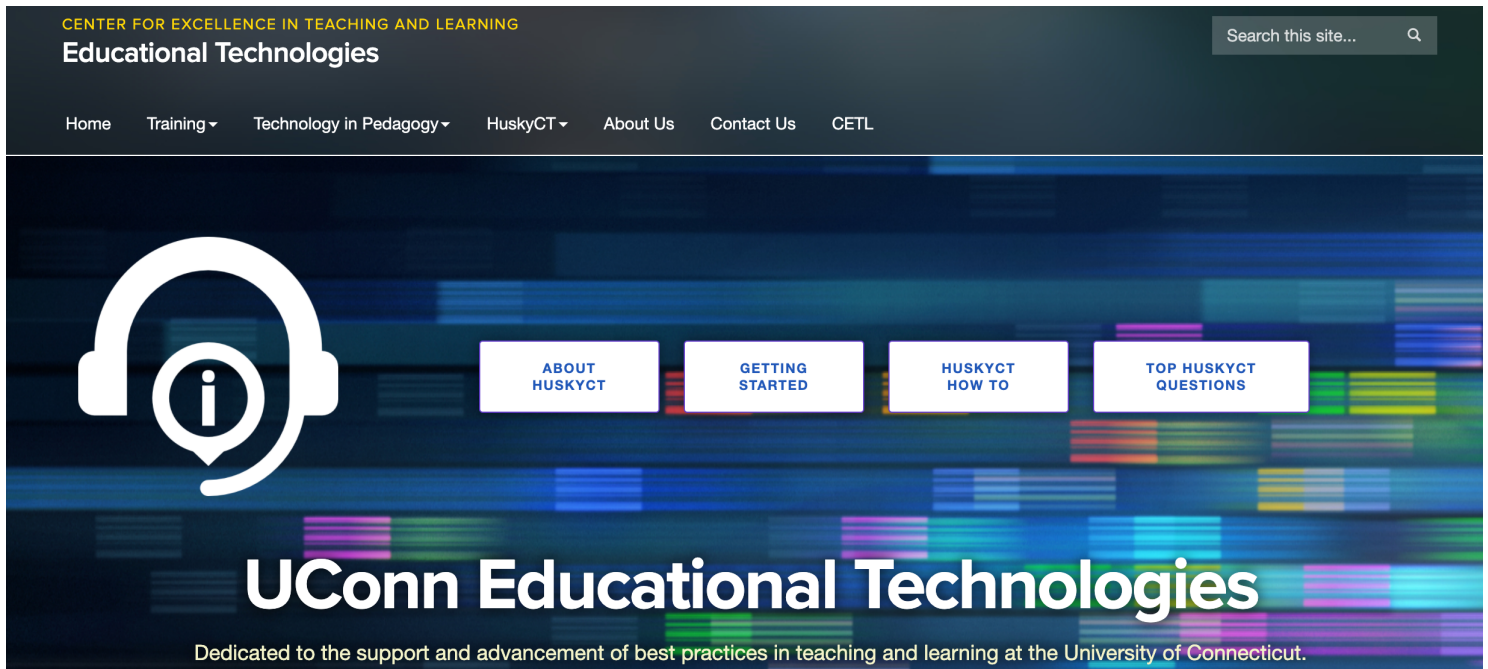 CENTER FOR EXCELLENCE IN TEACHING AND LEARNING
Educational Technologies
Search this site...
Home Training Technology in Pedagogy HuskyCT About Us Contact Us CETL
i
ABOUT
HUSKYCT
GETTING
STARTED
HUSKYCT
HOW TO
TOP HUSKYCT
QUESTIONS
UConn Educational Technologies
Dedicated to the support and advancement of best practices in teaching and learning at the University of Connecticut.